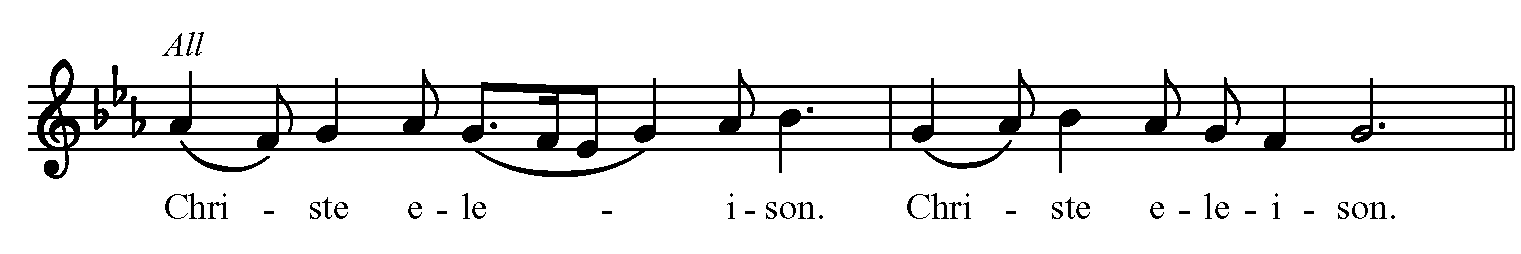 All
Chri - ste e - le - i - son. Chri - ste e - le - i - son.